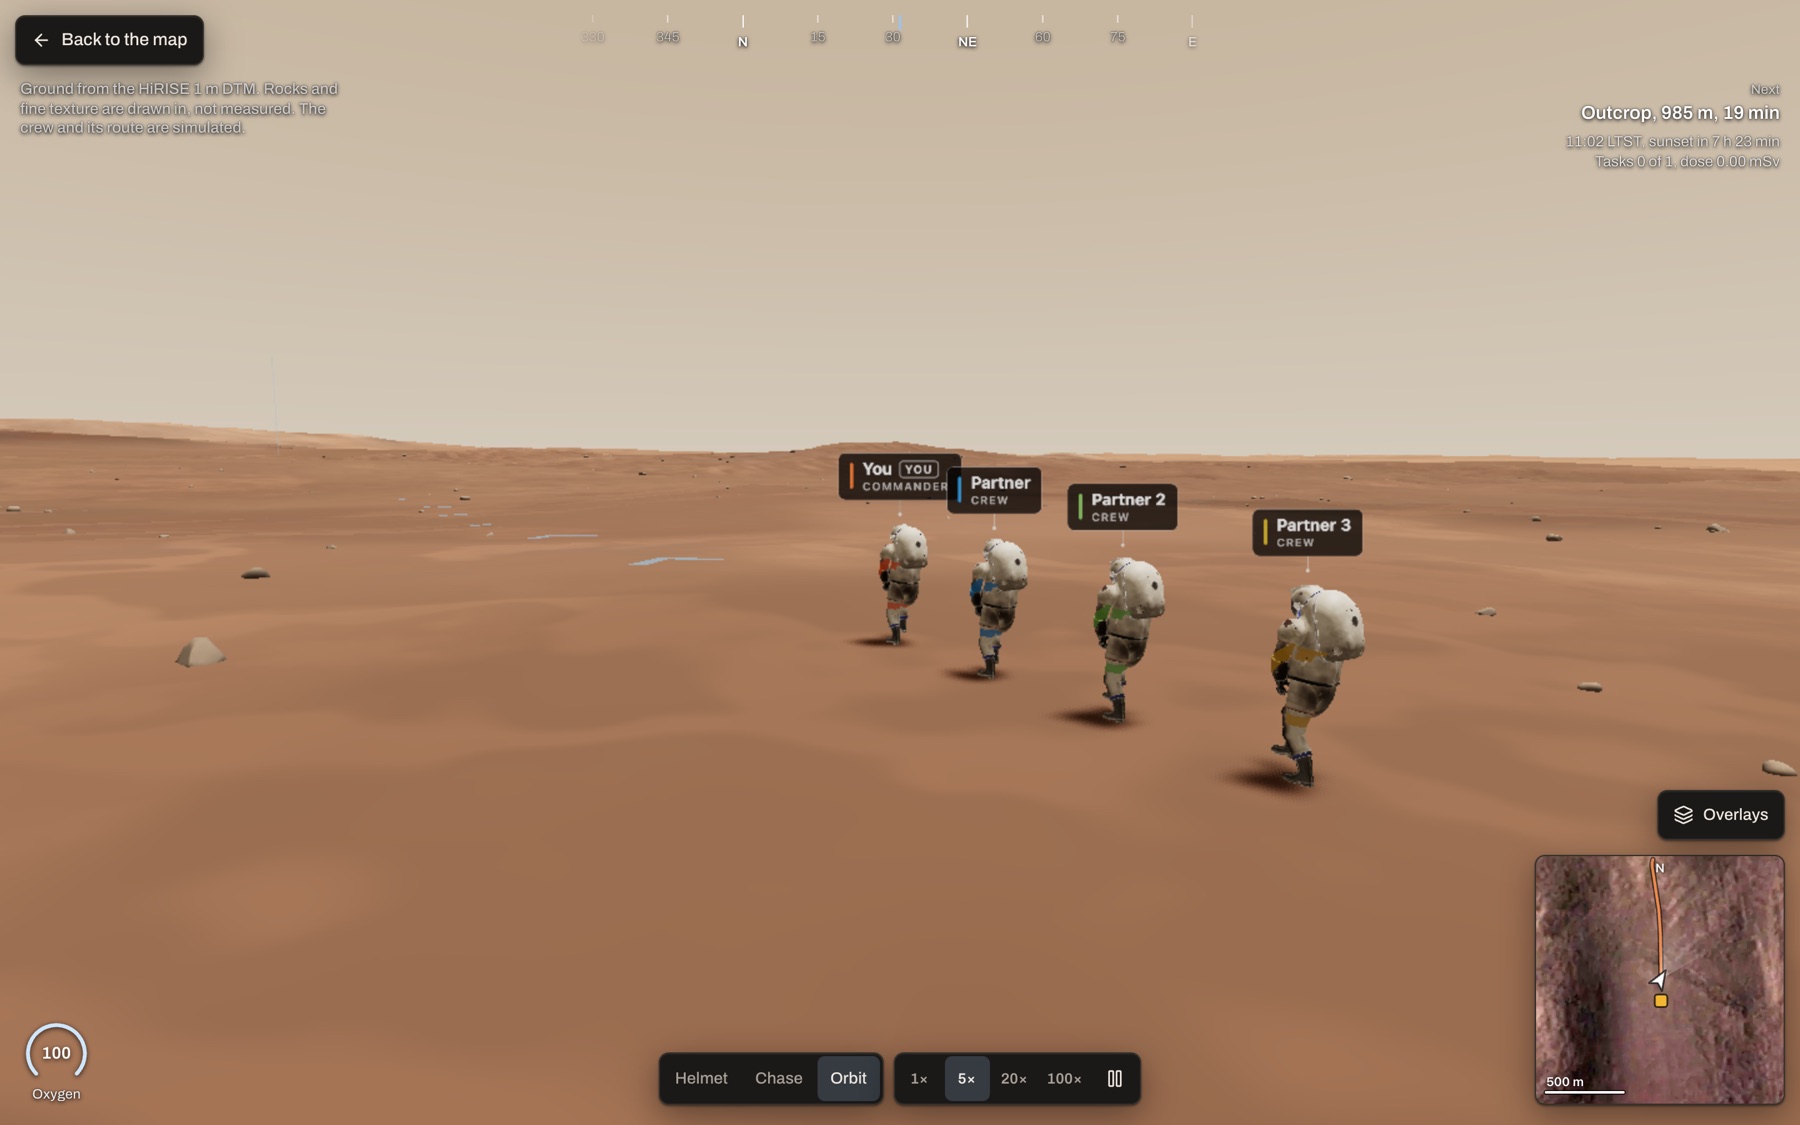 Back to the map
330 345 N 15 30 NE 60 75 E
Ground from the HiRISE 1 m DTM. Rocks and
fine texture are drawn in, not measured. The
crew and its route are simulated.
Next
Outcrop, 985 m, 19 min
11:02 LTST, sunset in 7 h 23 min
Tasks 0 of 1, dose 0.00 mSv
You YOU
COMMANDER
Partner
CREW
Partner 2
CREW
Partner 3
CREW
Overlays
N
500 m
100
Oxygen
Helmet Chase Orbit
1× 5× 20× 100×